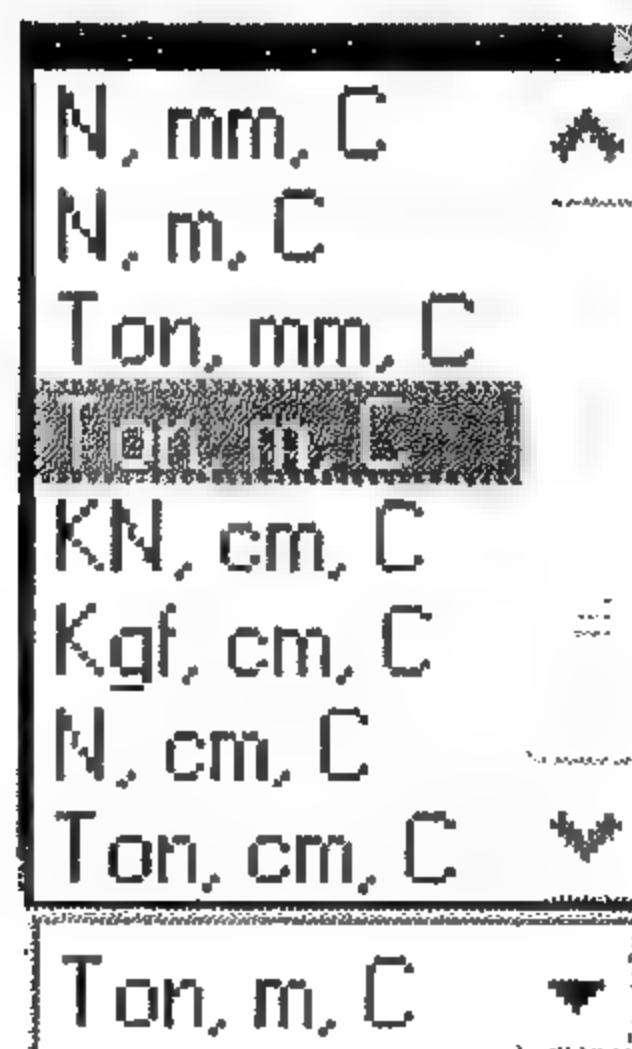 N, mm, C
N, m, C
Ton, mm, C
Ton, m, C
KN, cm, C
Kgf, cm, C
N, cm, C
Ton, cm, C
Ton, m, C